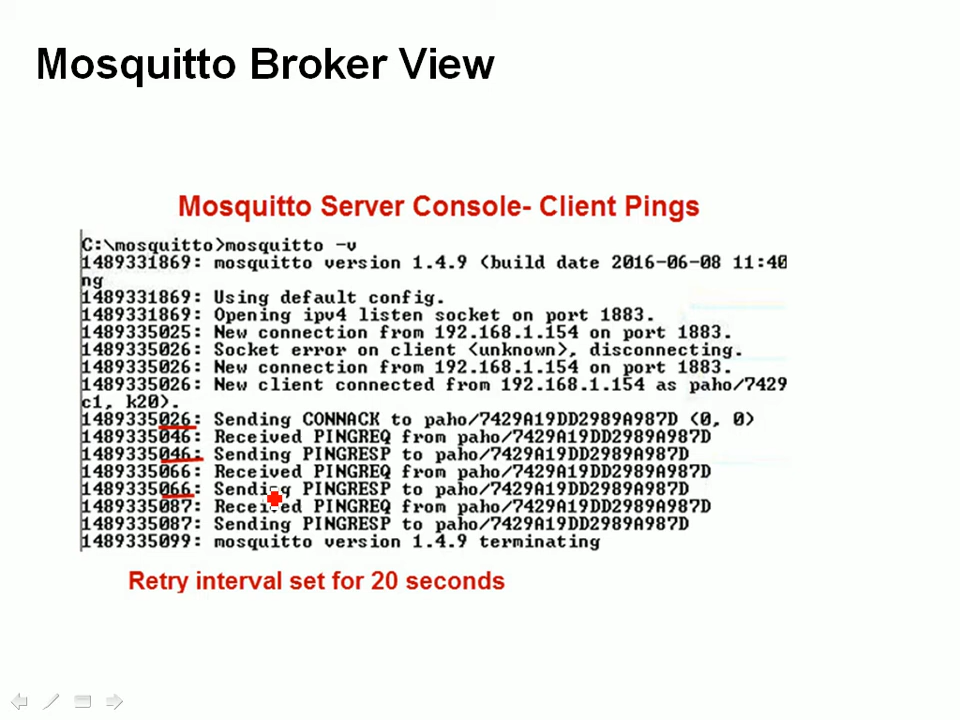 Mosquitto Broker View
Mosquitto Server Console- Client Pings
C:\mosquitto>mosquitto -v
1489331869: mosquitto version 1.4.9 (build date 2016-06-08 11:40
ng
1489331869: Using default config.
1489331869: Opening ipv4 listen socket on port 1883.
1489335025: New connection from 192.168.1.154 on port 1883.
1489335026: Socket error on client <unknown>, disconnecting.
1489335026: New connection from 192.168.1.154 on port 1883.
1489335026: New client connected from 192.168.1.154 as paho/7429
c1, k20).
1489335026: Sending CONNACK to paho/7429A19DD2989A987D (0, 0)
1489335046: Received PINGREQ from paho/7429A19DD2989A987D
1489335046: Sending PINGRESP to paho/7429A19DD2989A987D
1489335066: Received PINGREQ from paho/7429A19DD2989A987D
1489335066: Sending PINGRESP to paho/7429A19DD2989A987D
1489335087: Received PINGREQ from paho/7429A19DD2989A987D
1489335087: Sending PINGRESP to paho/7429A19DD2989A987D
1489335099: mosquitto version 1.4.9 terminating
Retry interval set for 20 seconds